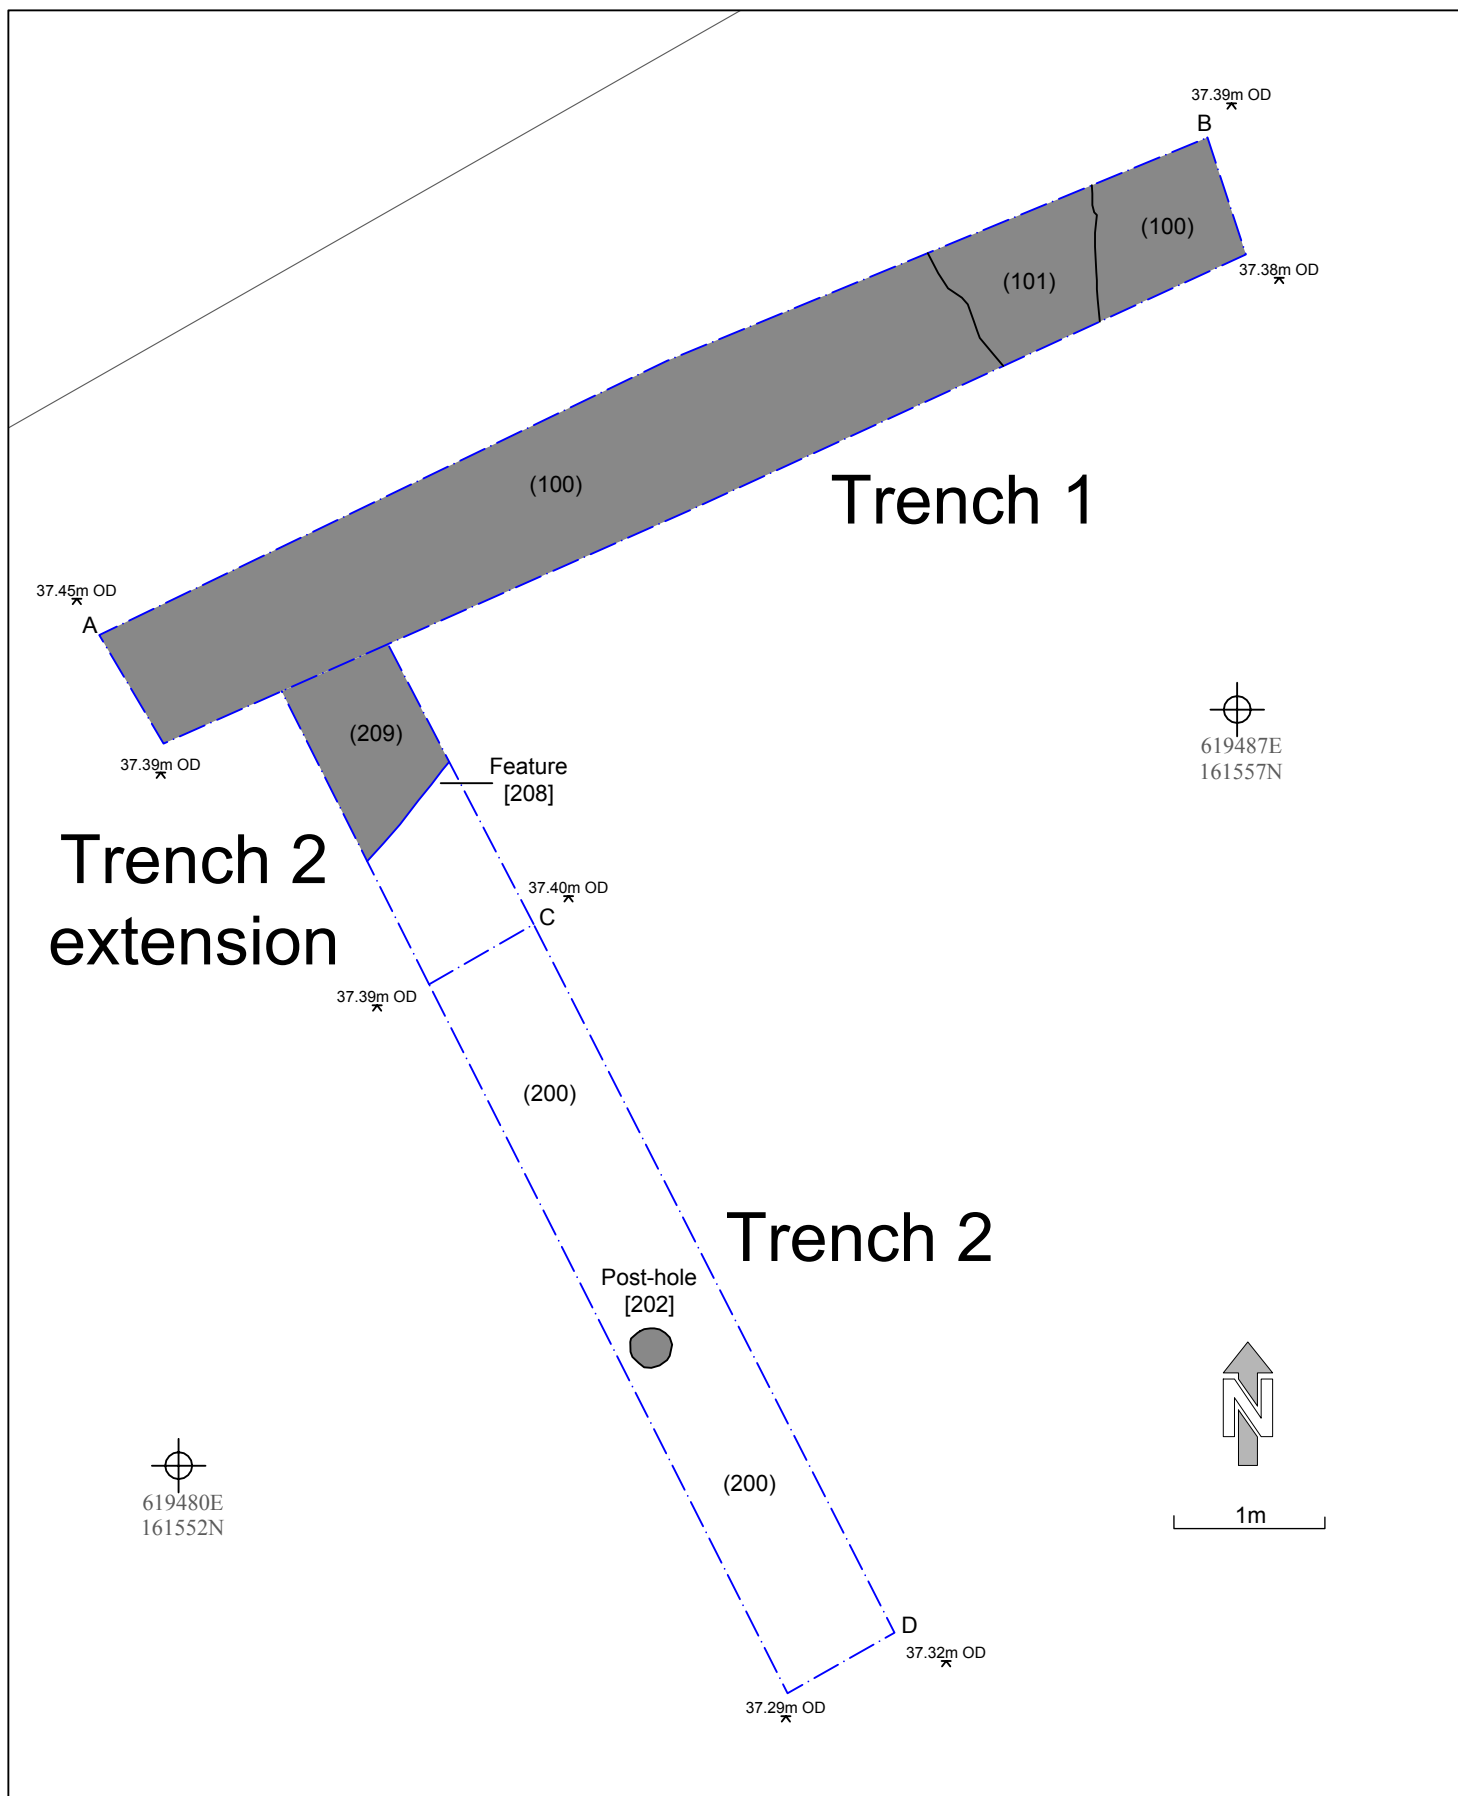 37.39m OD
B
(100)
37.38m OD
(101)
(100)
Trench 1
37.45m OD
A
(209)
37.39m OD
Feature
[208]
619487E
161557N
Trench 2
extension
37.40m OD
C
37.39m OD
(200)
Trench 2
Post-hole
[202]
N
(200)
619480E
161552N
1m
D
37.32m OD
37.29m OD